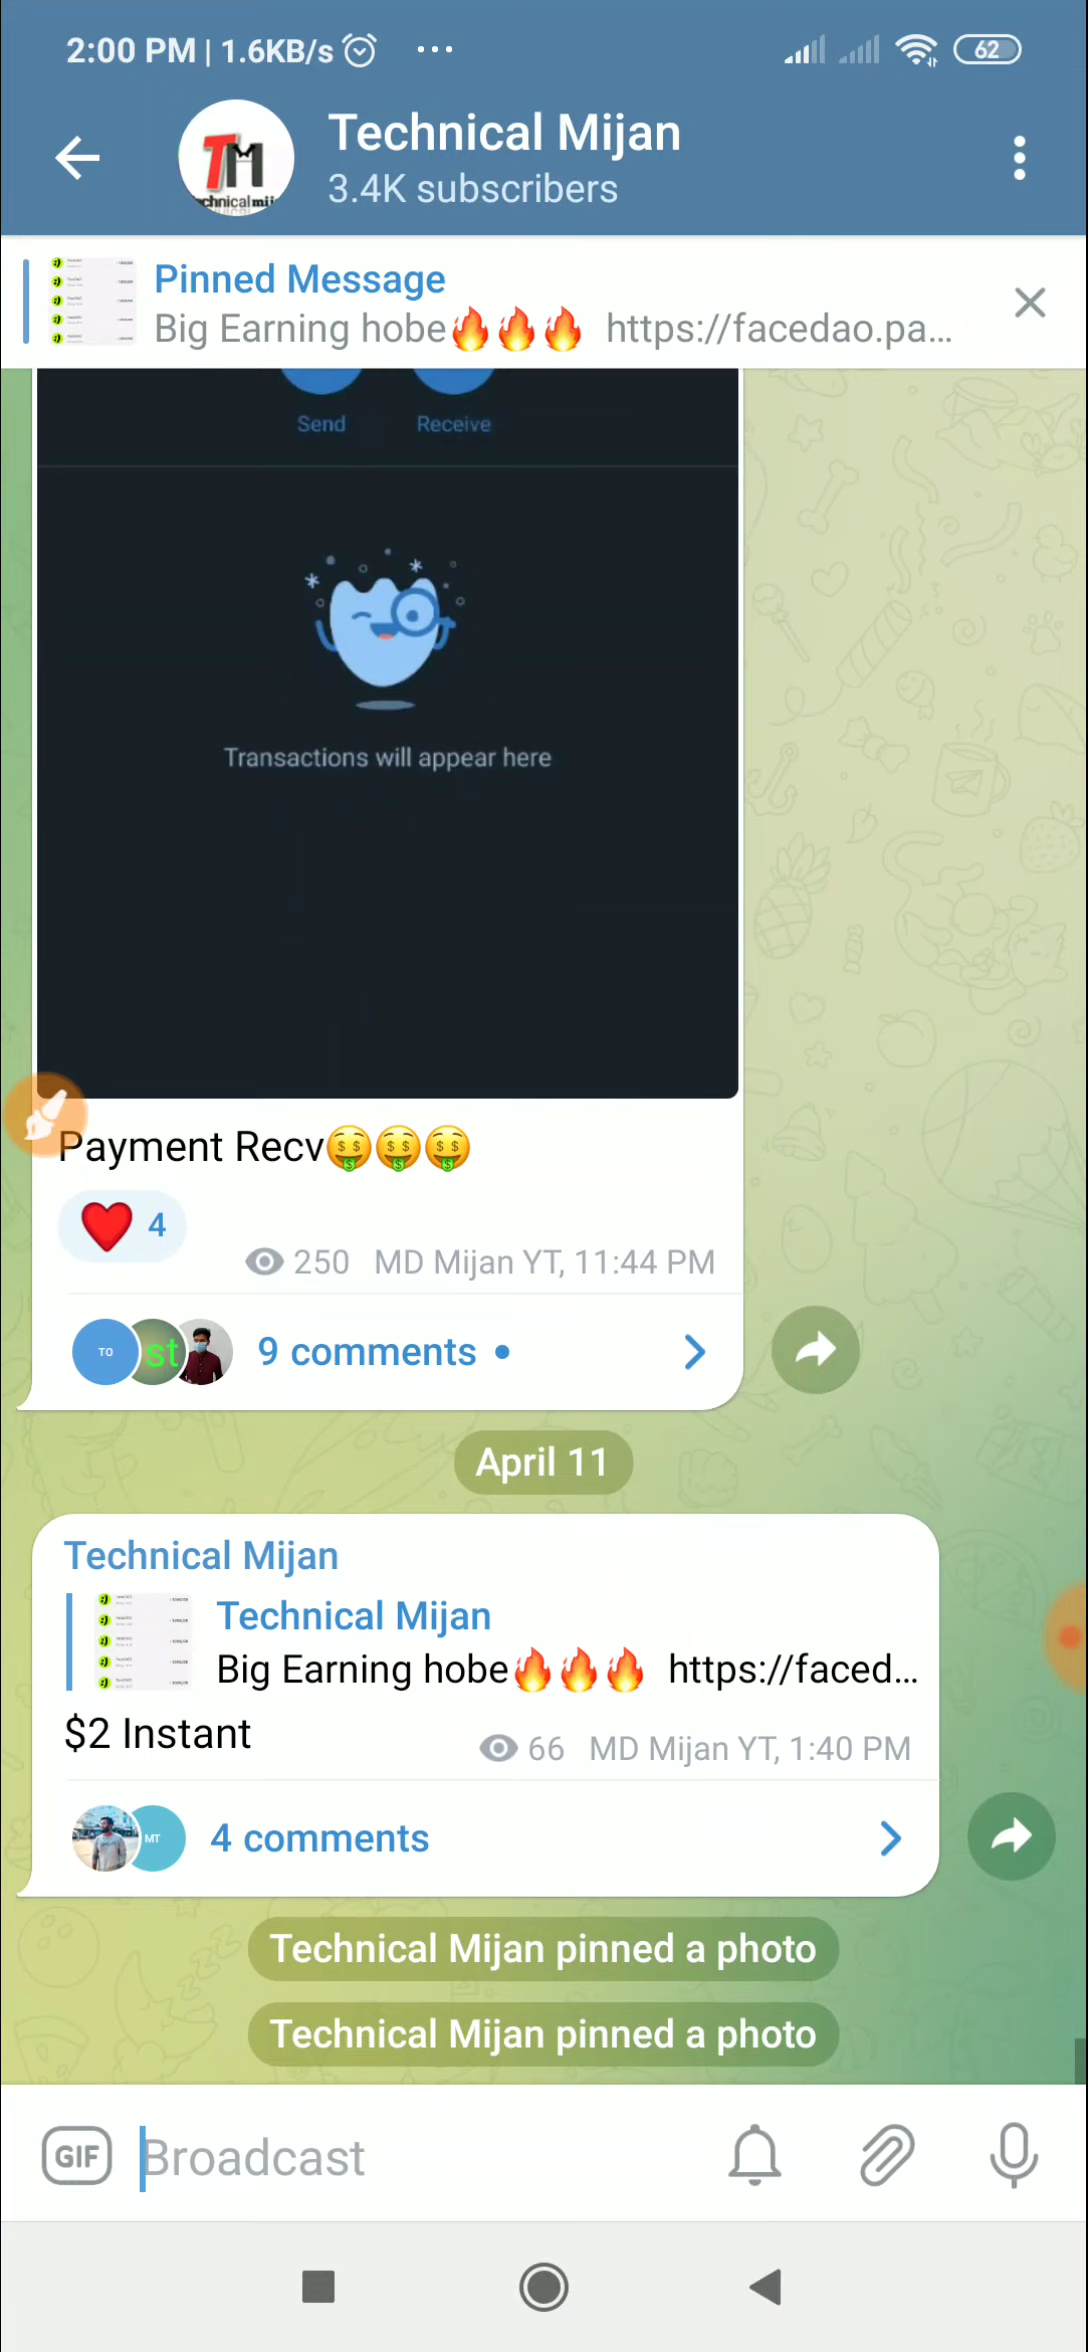 2:00 PM | 1.6KB/s
62
TM
Technical Mijan
3.4K subscribers
Pinned Message
Big Earning hobe🔥🔥🔥 https://facedao.pa...
Send
Receive
Transactions will appear here
Payment Recv🤑🤑🤑
❤️ 4
250 MD Mijan YT, 11:44 PM
TO
st
9 comments
April 11
Technical Mijan
Technical Mijan
Big Earning hobe🔥🔥🔥 https://faced...
$2 Instant
66 MD Mijan YT, 1:40 PM
MT
4 comments
Technical Mijan pinned a photo
Technical Mijan pinned a photo
GIF
Broadcast